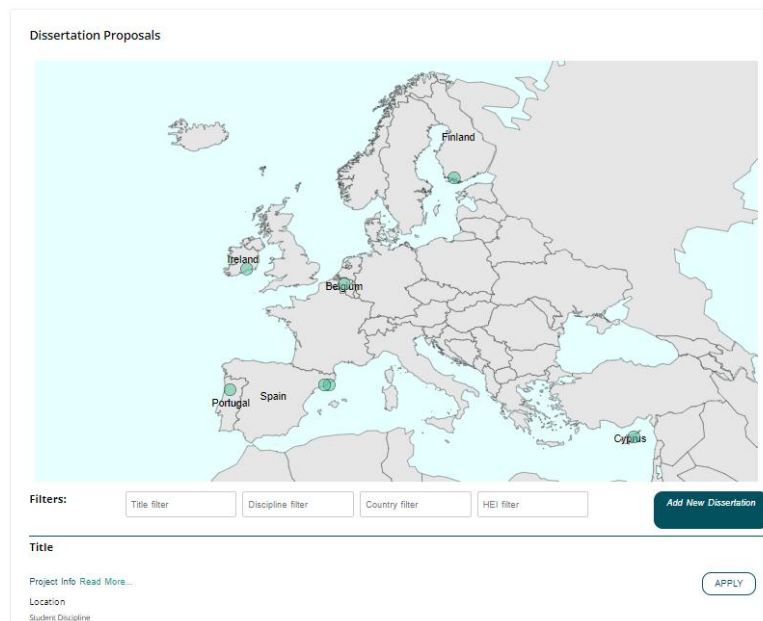 Dissertation Proposals
Finland
Ireland
Belgium
Portugal
Spain
Cyprus
Filters:
Title filter
Discipline filter
Country filter
HEI filter
Add New Dissertation
Title
Project Info Read More...
APPLY
Location
Student Discipline